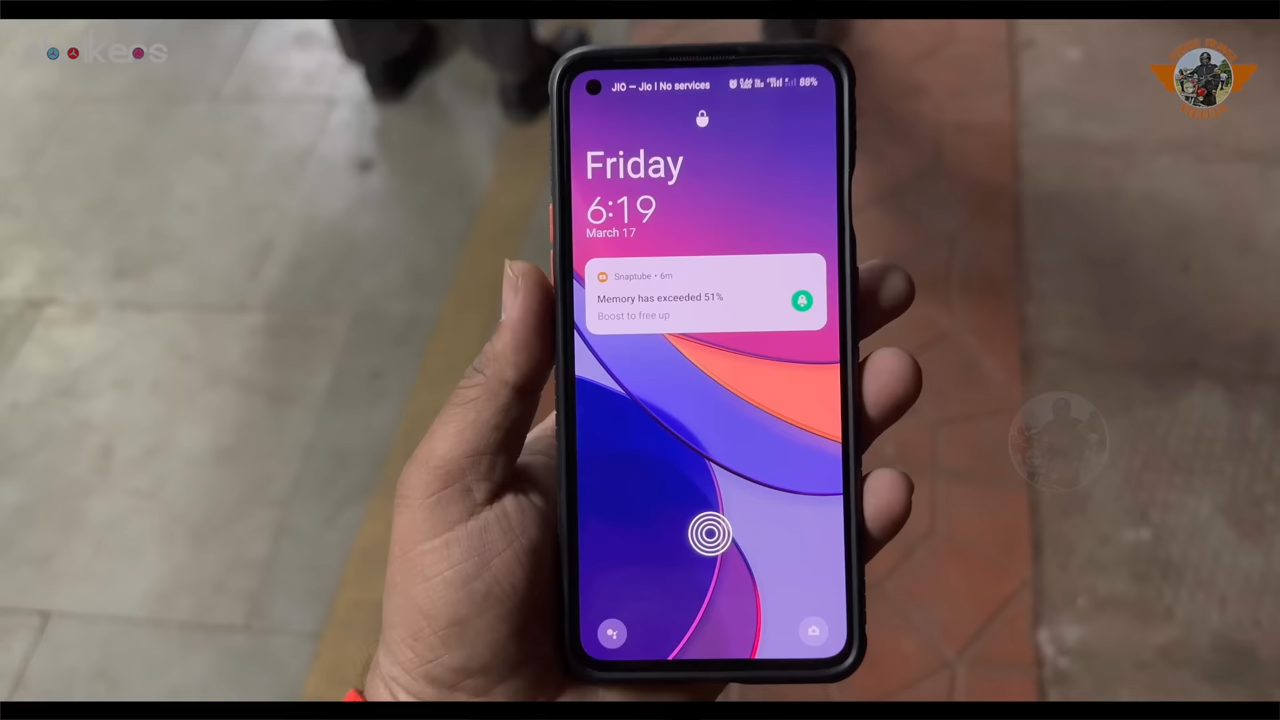 JIO — Jio | No services
86%
Friday
6:19
March 17
Snaptube • 6m
Memory has exceeded 51%
Boost to free up